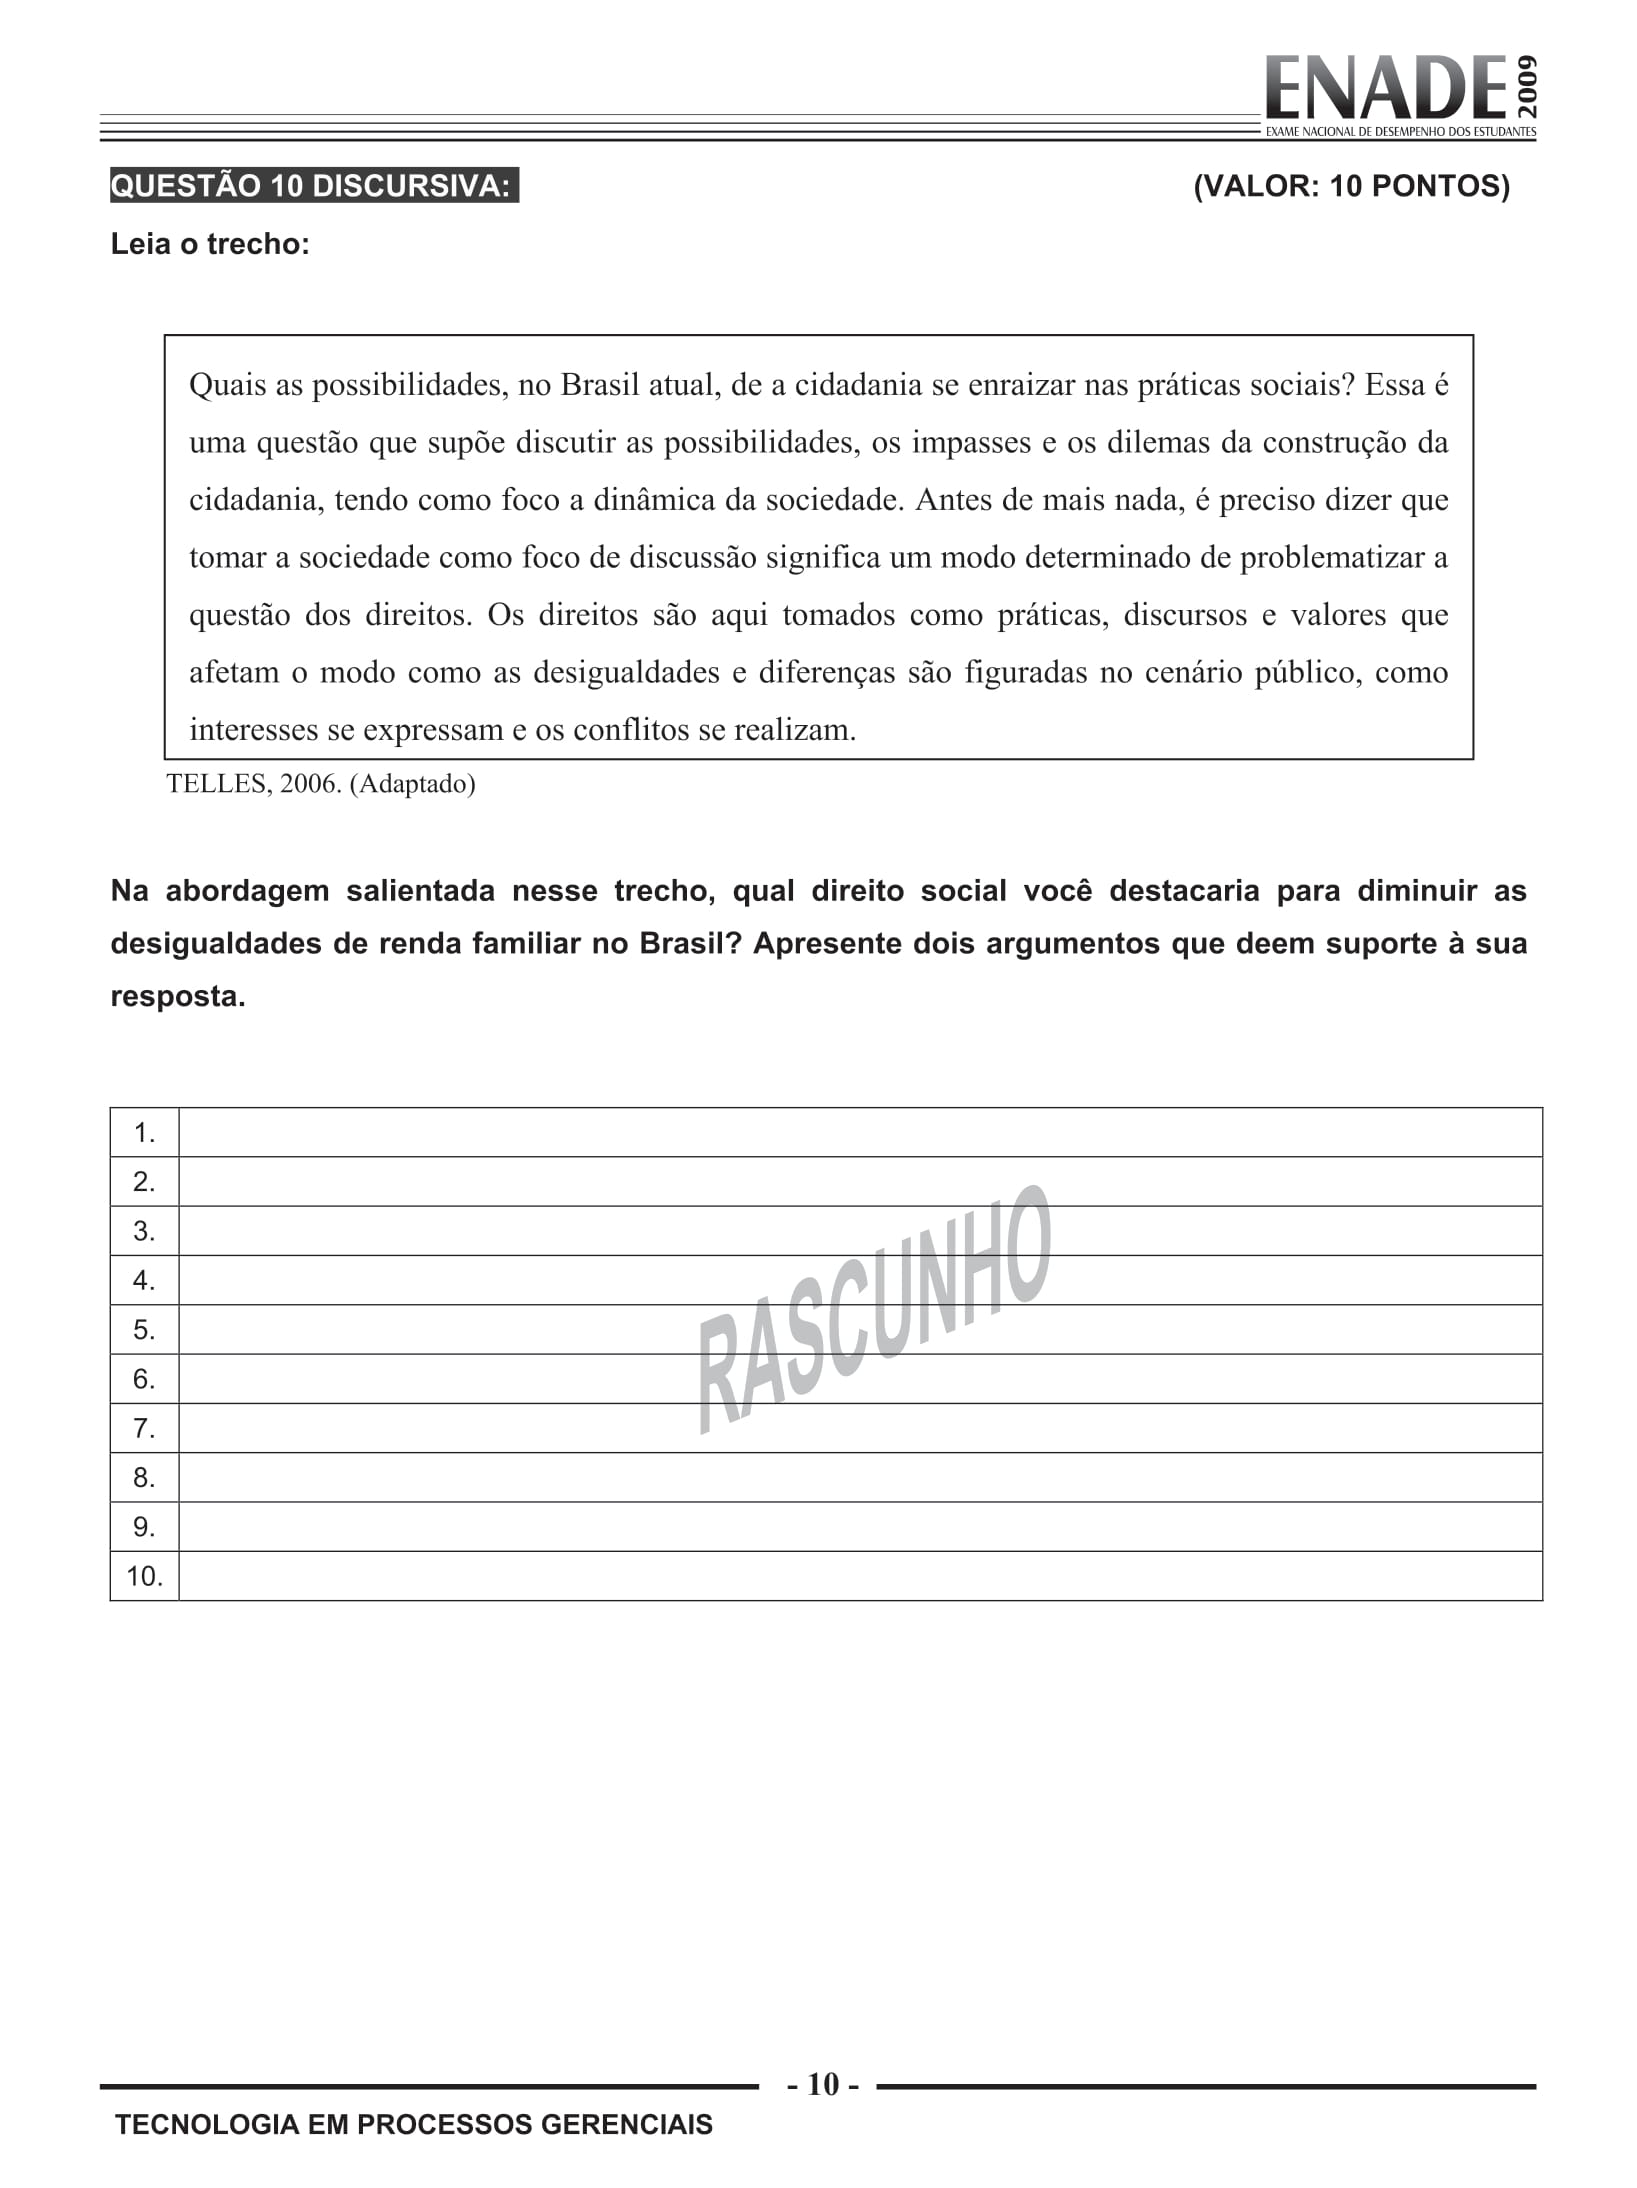 ENADE 2009
EXAME NACIONAL DE DESEMPENHO DOS ESTUDANTES
QUESTÃO 10 DISCURSIVA: (VALOR: 10 PONTOS)
Leia o trecho:
Quais as possibilidades, no Brasil atual, de a cidadania se enraizar nas práticas sociais? Essa é
uma questão que supõe discutir as possibilidades, os impasses e os dilemas da construção da
cidadania, tendo como foco a dinâmica da sociedade. Antes de mais nada, é preciso dizer que
tomar a sociedade como foco de discussão significa um modo determinado de problematizar a
questão dos direitos. Os direitos são aqui tomados como práticas, discursos e valores que
afetam o modo como as desigualdades e diferenças são figuradas no cenário público, como
interesses se expressam e os conflitos se realizam.
TELLES, 2006. (Adaptado)
Na abordagem salientada nesse trecho, qual direito social você destacaria para diminuir as
desigualdades de renda familiar no Brasil? Apresente dois argumentos que deem suporte à sua
resposta.
1.
2.
3.
4.
5.
6.
7.
8.
9.
10.
RASCUNHO
- 10 -
TECNOLOGIA EM PROCESSOS GERENCIAIS